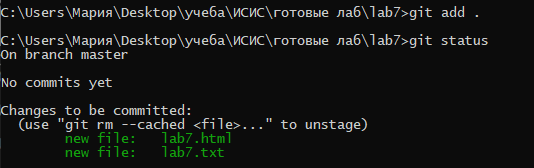 C:\Users\Мария\Desktop\учеба\ИСИС\готовые лаб\lab7>git add .
C:\Users\Мария\Desktop\учеба\ИСИС\готовые лаб\lab7>git status
On branch master
No commits yet
Changes to be committed:
(use "git rm --cached <file>..." to unstage)
new file: lab7.html
new file: lab7.txt